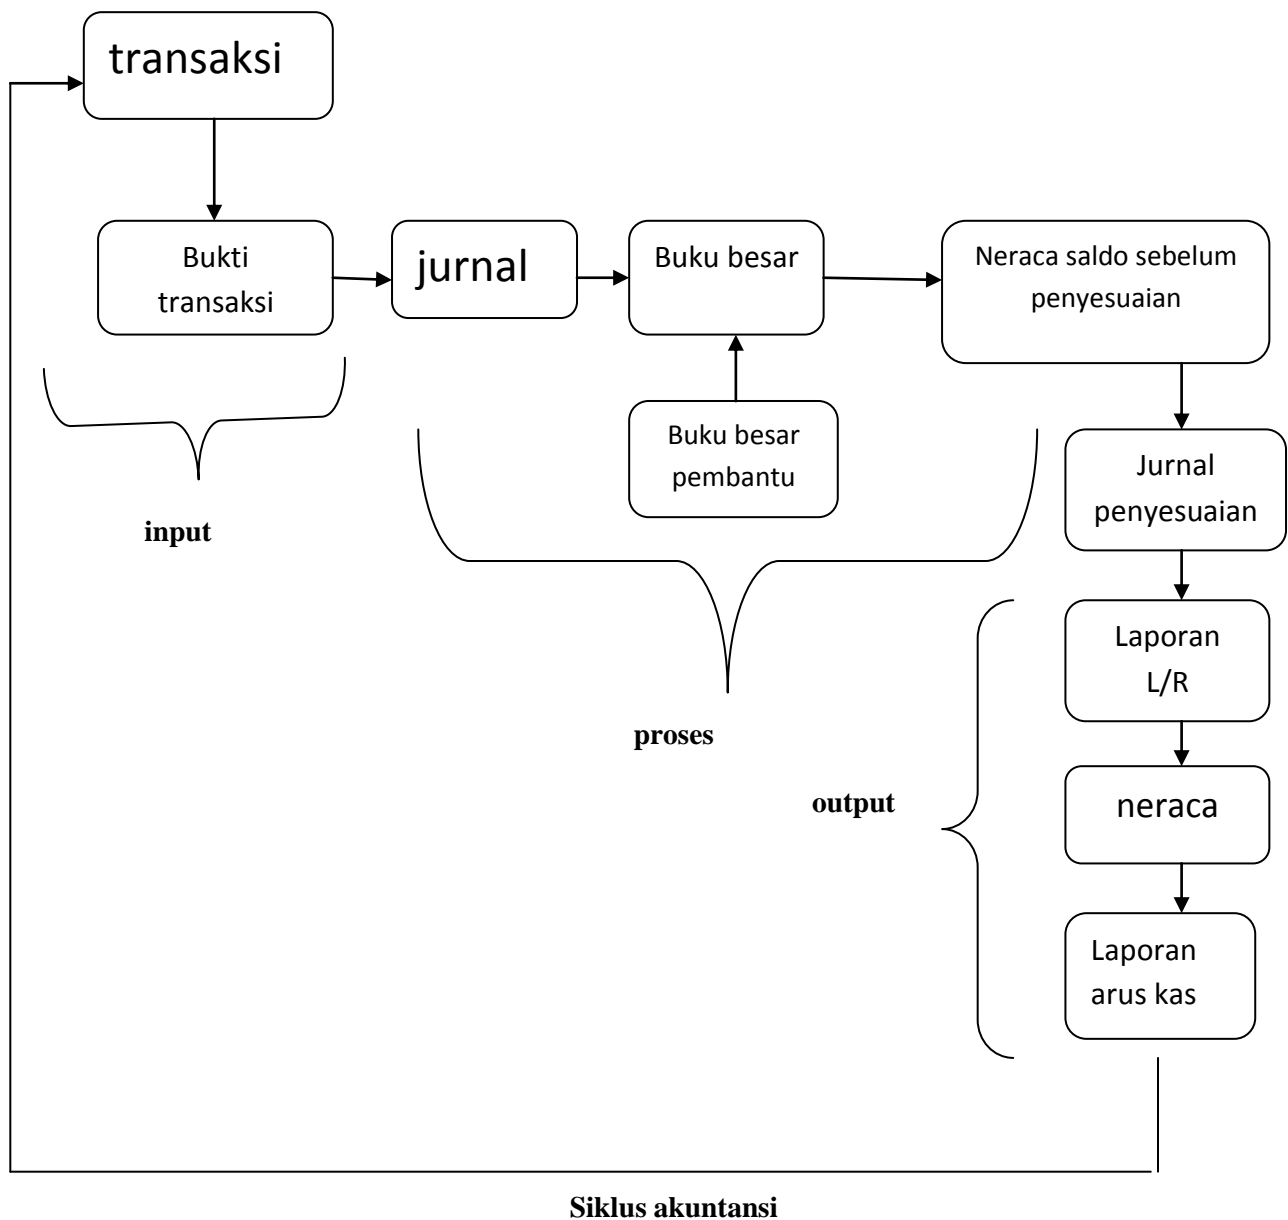 transaksi
Bukti
transaksi
jurnal
Buku besar
Neraca saldo sebelum
penyesuaian
Buku besar
pembantu
Jurnal
penyesuaian
input
Laporan
L/R
proses
output
neraca
Laporan
arus kas
Siklus akuntansi